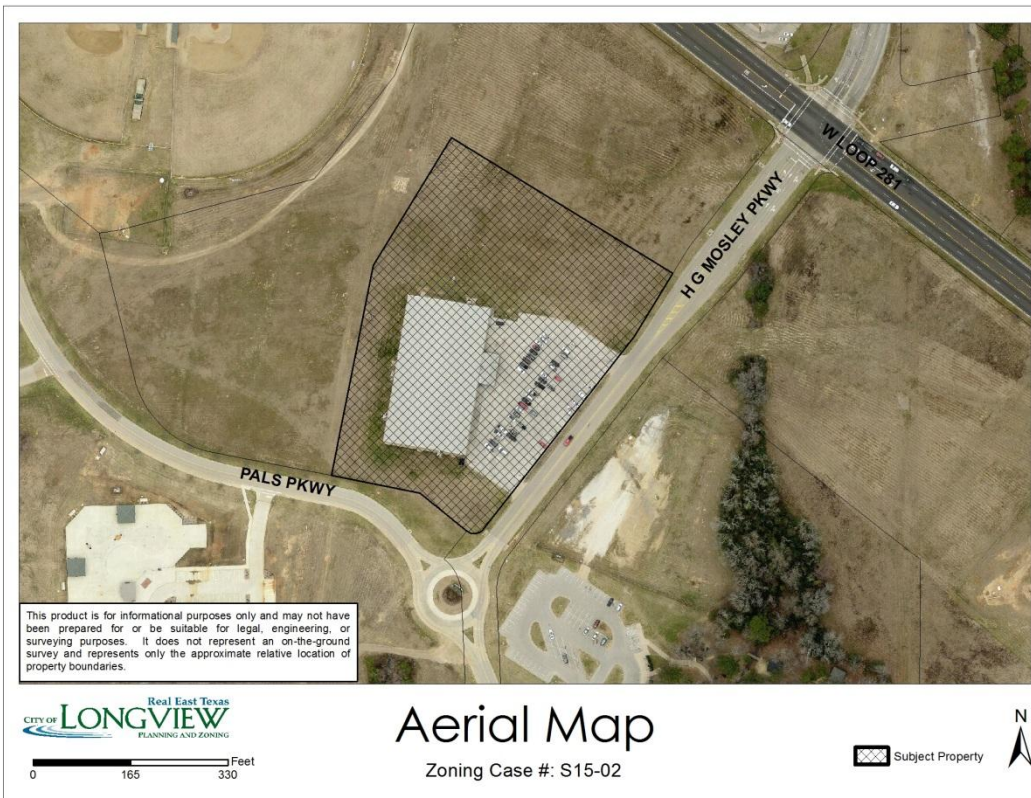 W LOOP 281
H G MOSLEY PKWY
PALS PKWY
This product is for informational purposes only and may not have
been prepared for or be suitable for legal, engineering, or
surveying purposes. It does not represent an on-the-ground
survey and represents only the approximate relative location of
property boundaries.
Real East Texas
CITY OF LONGVIEW
PLANNING AND ZONING
Feet
0 165 330
Aerial Map
Zoning Case #: S15-02
Subject Property
N